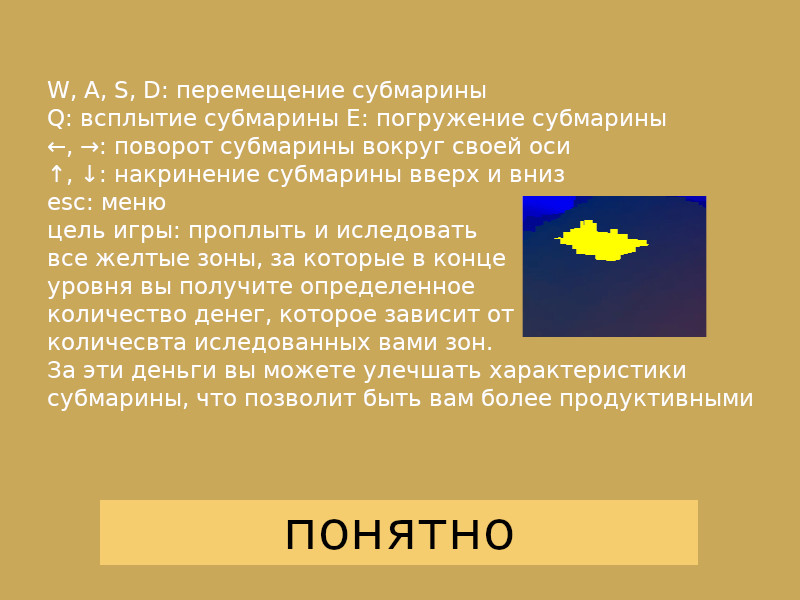 W, A, S, D: перемещение субмарины
Q: всплытие субмарины E: погружение субмарины
←, →: поворот субмарины вокруг своей оси
↑, ↓: накринение субмарины вверх и вниз
esc: меню
цель игры: проплыть и иследовать
все желтые зоны, за которые в конце
уровня вы получите определенное
количество денег, которое зависит от
количесвта иследованных вами зон.
За эти деньги вы можете улечшать характеристики
субмарины, что позволит быть вам более продуктивными
понятно